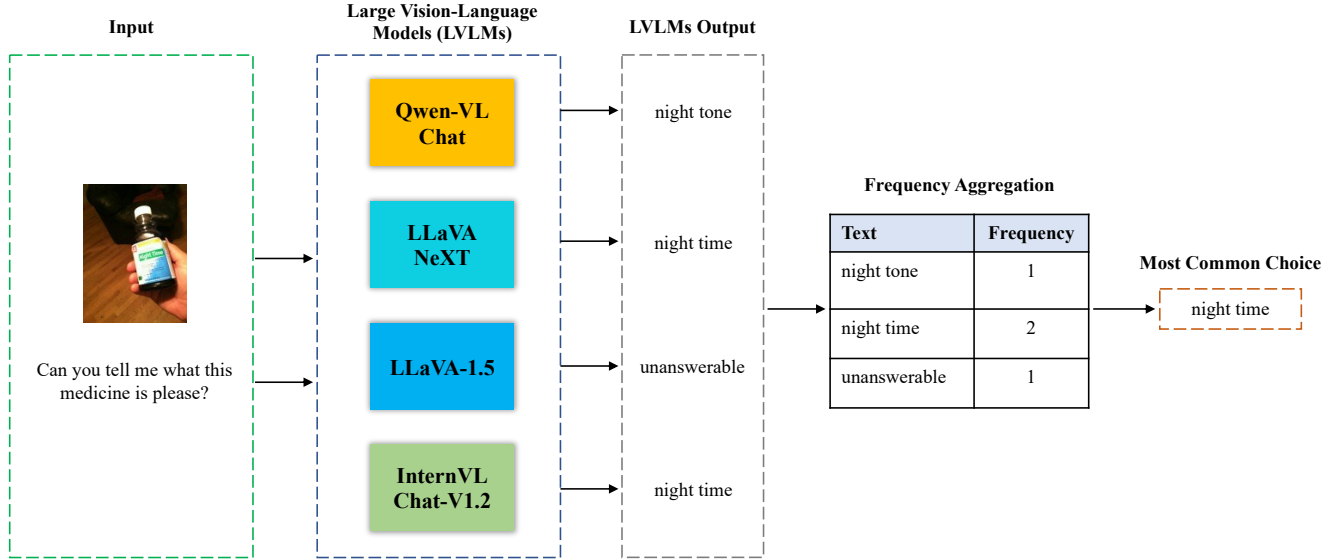 Input
Large Vision-Language
Models (LVLMs)
LVLMs Output
Qwen-VL
Chat
night tone
LLaVA
NeXT
night time
LLaVA-1.5
unanswerable
InternVL
Chat-V1.2
night time
Night Time
Can you tell me what this
medicine is please?
Frequency Aggregation
Text Frequency
night tone 1
night time 2
unanswerable 1
Most Common Choice
night time